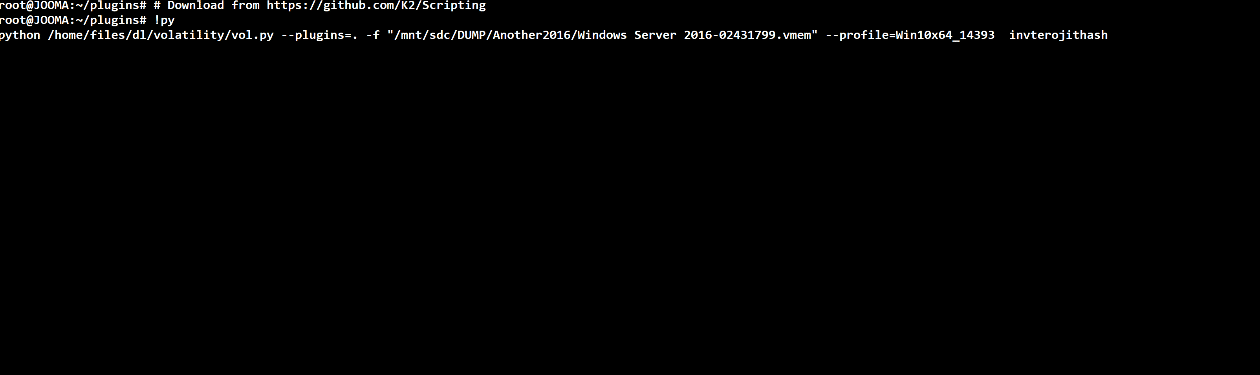 root@JOOMA:~/plugins# # Download from https://github.com/K2/Scripting
root@JOOMA:~/plugins# !py
python /home/files/dl/volatility/vol.py --plugins=. -f "/mnt/sdc/DUMP/Another2016/Windows Server 2016-02431799.vmem" --profile=Win10x64_14393  invterojithash